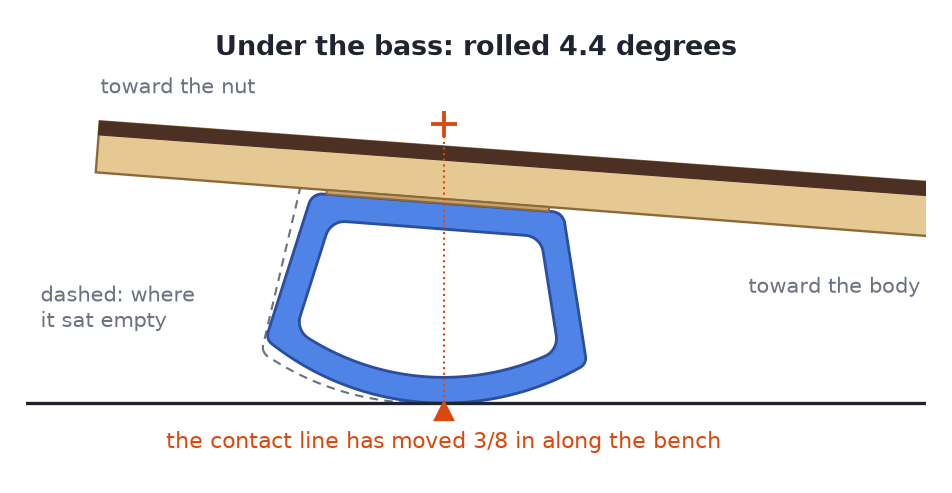 Under the bass: rolled 4.4 degrees
toward the nut
toward the body
dashed: where
it sat empty
the contact line has moved 3/8 in along the bench